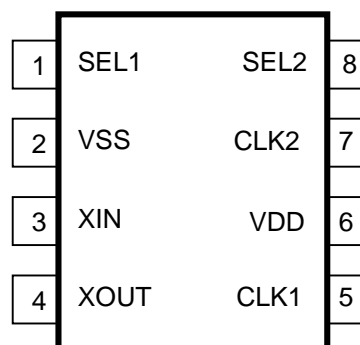 1 SEL1 SEL2 8
2 VSS CLK2 7
3 XIN VDD 6
4 XOUT CLK1 5